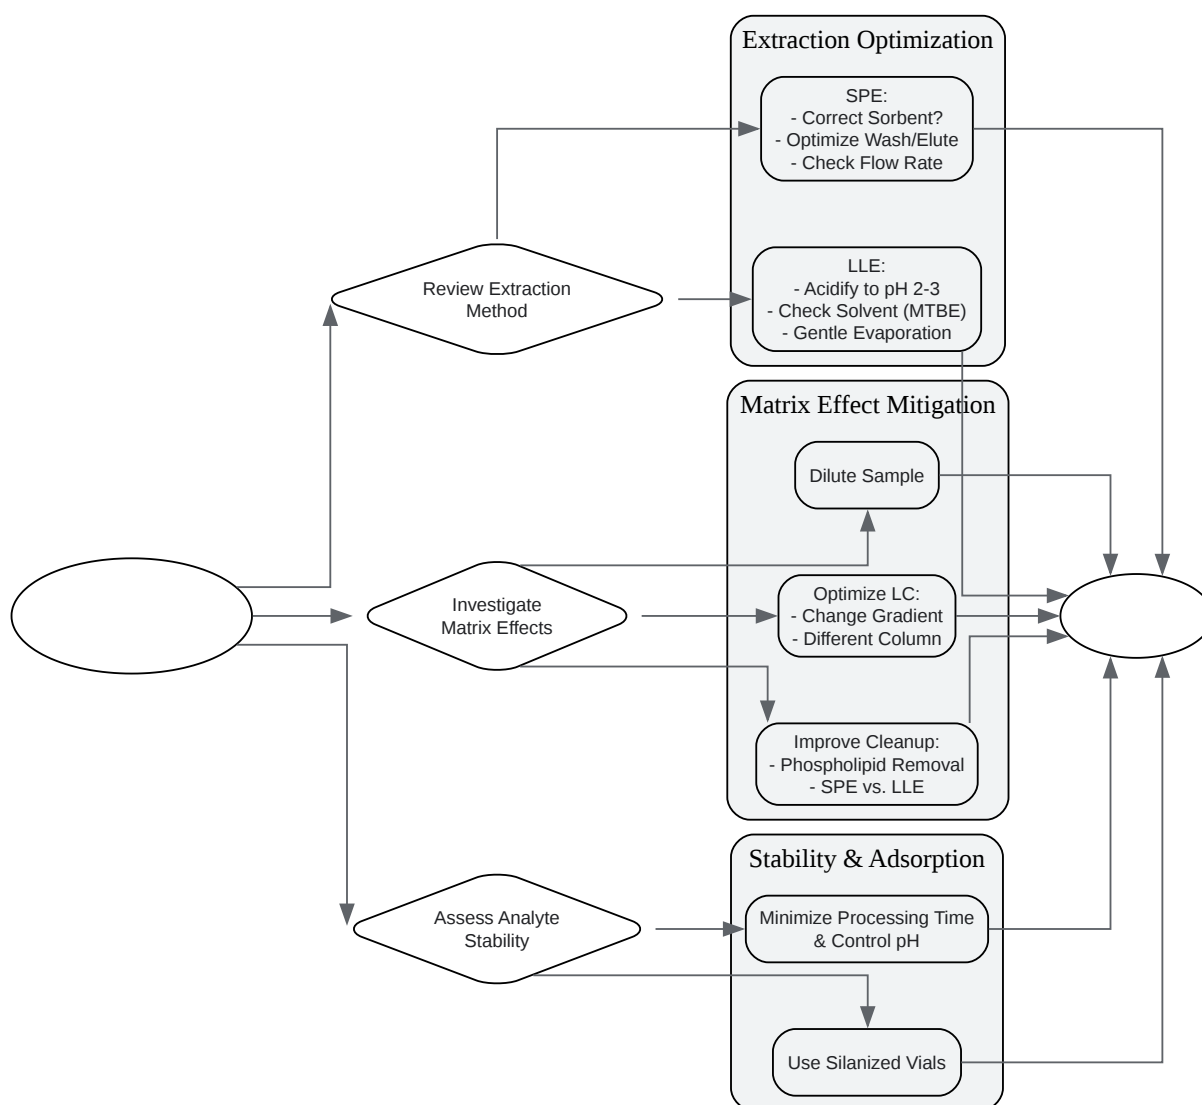 Extraction Optimization
SPE:
- Correct Sorbent?
- Optimize Wash/Elute
- Check Flow Rate
Review Extraction
Method
LLE:
- Acidify to pH 2-3
- Check Solvent (MTBE)
- Gentle Evaporation
Matrix Effect Mitigation
Dilute Sample
Investigate
Matrix Effects
Optimize LC:
- Change Gradient
- Different Column
Improve Cleanup:
- Phospholipid Removal
- SPE vs. LLE
Stability & Adsorption
Assess Analyte
Stability
Minimize Processing Time
& Control pH
Use Silanized Vials